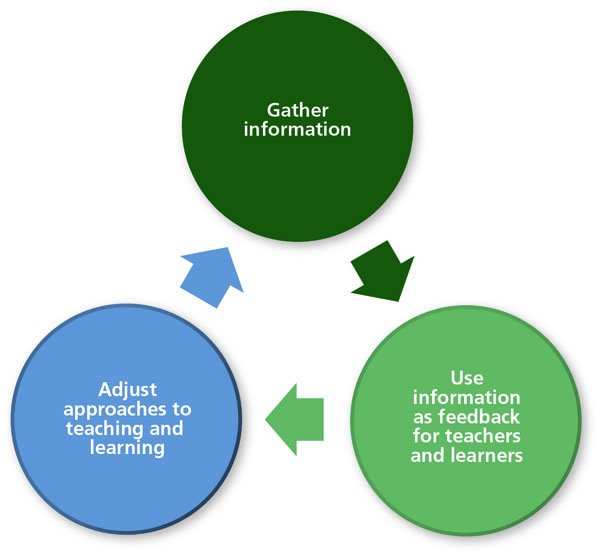 Gather
information
Use
information
as feedback
for teachers
and learners
Adjust
approaches to
teaching and
learning